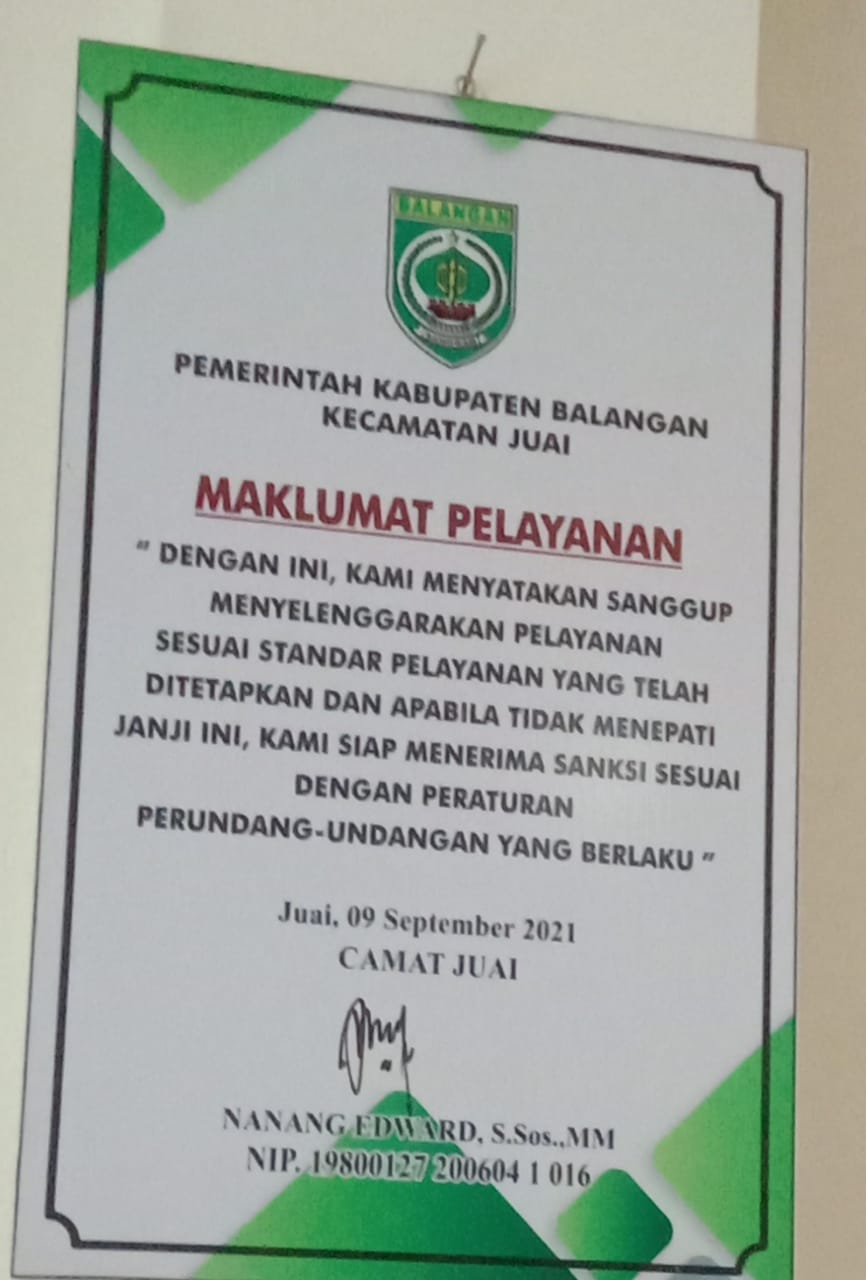 BALANGAN
PEMERINTAH KABUPATEN BALANGAN
KECAMATAN JUAI
MAKLUMAT PELAYANAN
“ DENGAN INI, KAMI MENYATAKAN SANGGUP
MENYELENGGARAKAN PELAYANAN
SESUAI STANDAR PELAYANAN YANG TELAH
DITETAPKAN DAN APABILA TIDAK MENEPATI
JANJI INI, KAMI SIAP MENERIMA SANKSI SESUAI
DENGAN PERATURAN
PERUNDANG-UNDANGAN YANG BERLAKU ”
Juai, 09 September 2021
CAMAT JUAI
NANANG EDWARD, S.Sos.,MM
NIP. 19800127 200604 1 016